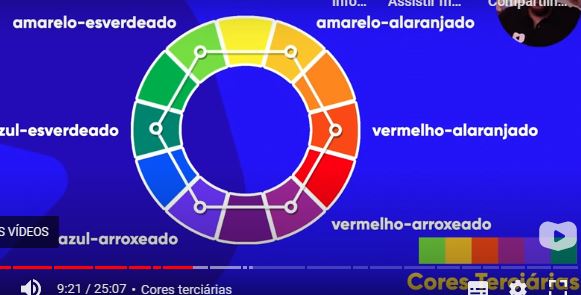 Info... Assistir m... Compartilh...
amarelo-esverdeado amarelo-alaranjado
zul-esverdeado vermelho-alaranjado
S VÍDEOS azul-arroxeado vermelho-arroxeado
Cores Terciárias
9:21 / 25:07 • Cores terciárias